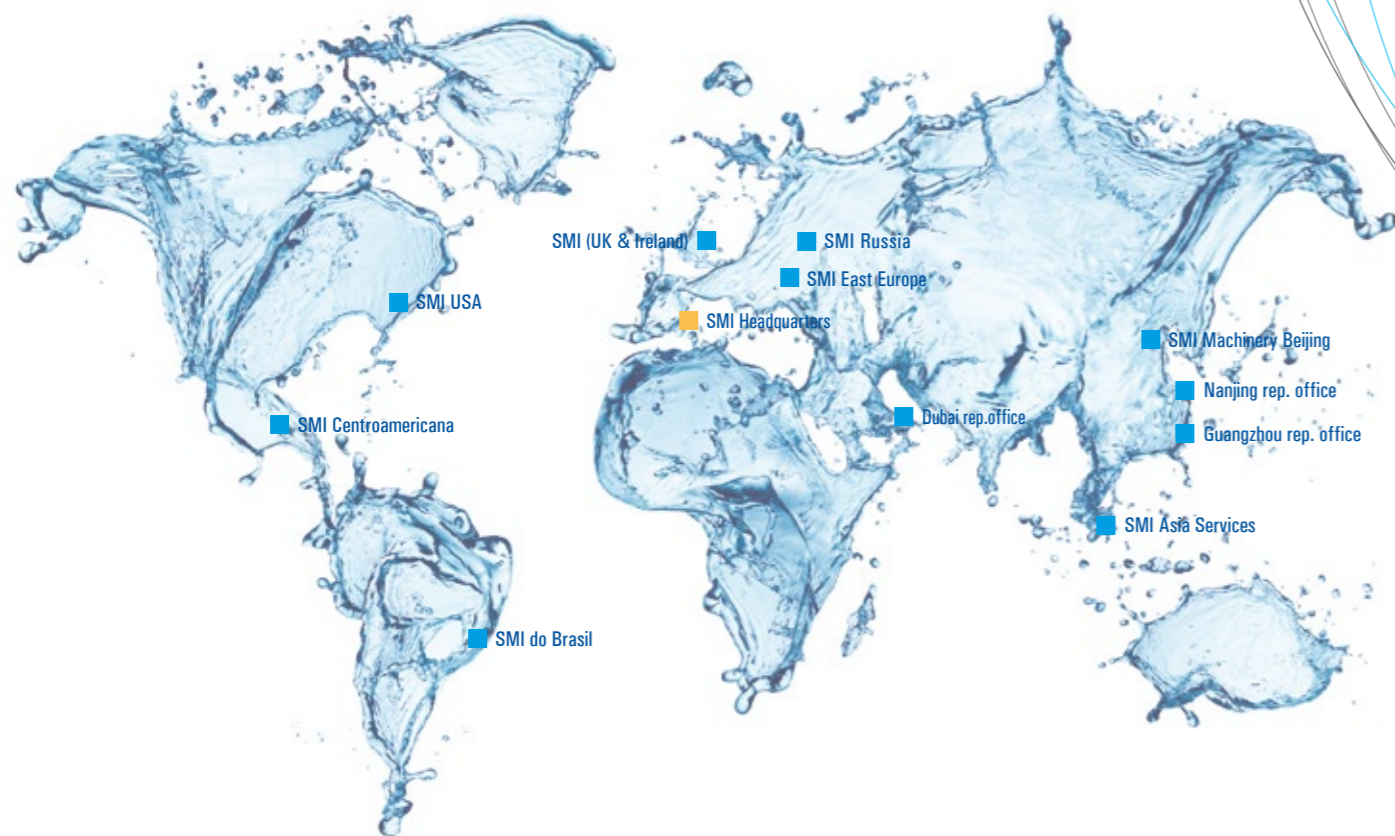 SMI (UK & Ireland)
SMI Russia
SMI East Europe
SMI USA
SMI Headquarters
SMI Machinery Beijing
Nanjing rep. office
Dubai rep.office
SMI Centroamericana
Guangzhou rep. office
SMI Asia Services
SMI do Brasil